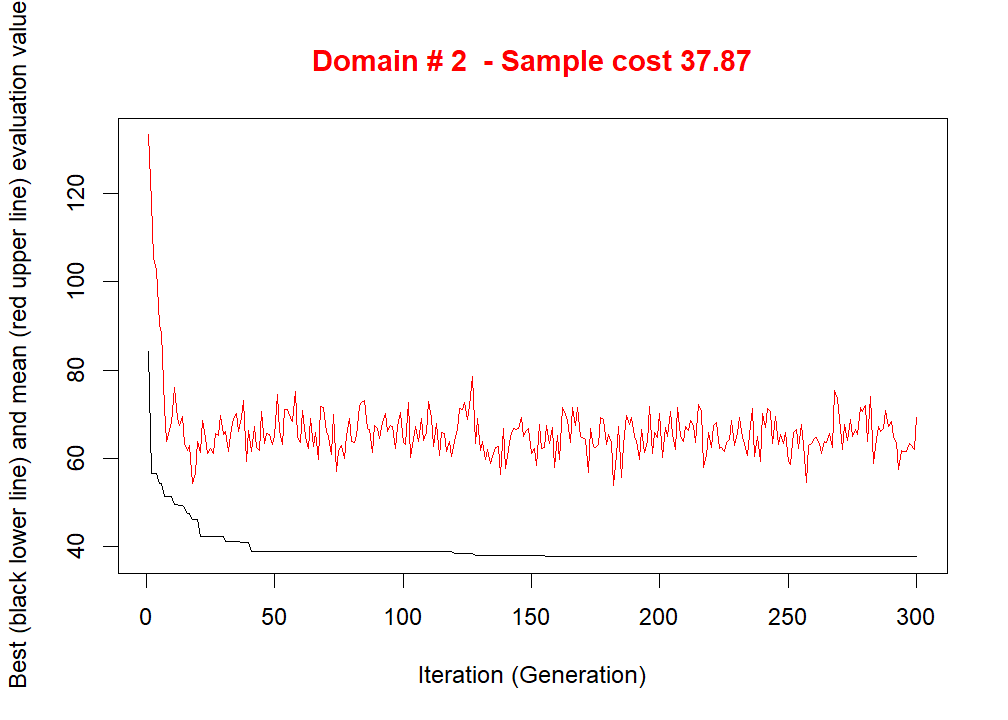 Domain # 2  - Sample cost 37.87
Best (black lower line) and mean (red upper line) evaluation value
120
100
80
60
40
0 50 100 150 200 250 300
Iteration (Generation)